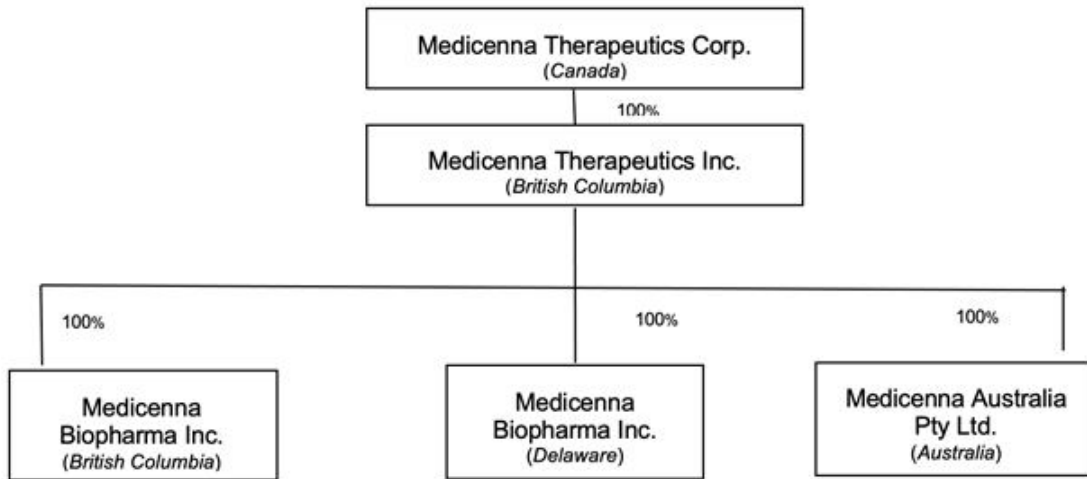 Medicenna Therapeutics Corp.
(Canada)
100%
Medicenna Therapeutics Inc.
(British Columbia)
100%
100%
100%
Medicenna
Biopharma Inc.
(British Columbia)
Medicenna
Biopharma Inc.
(Delaware)
Medicenna Australia
Pty Ltd.
(Australia)